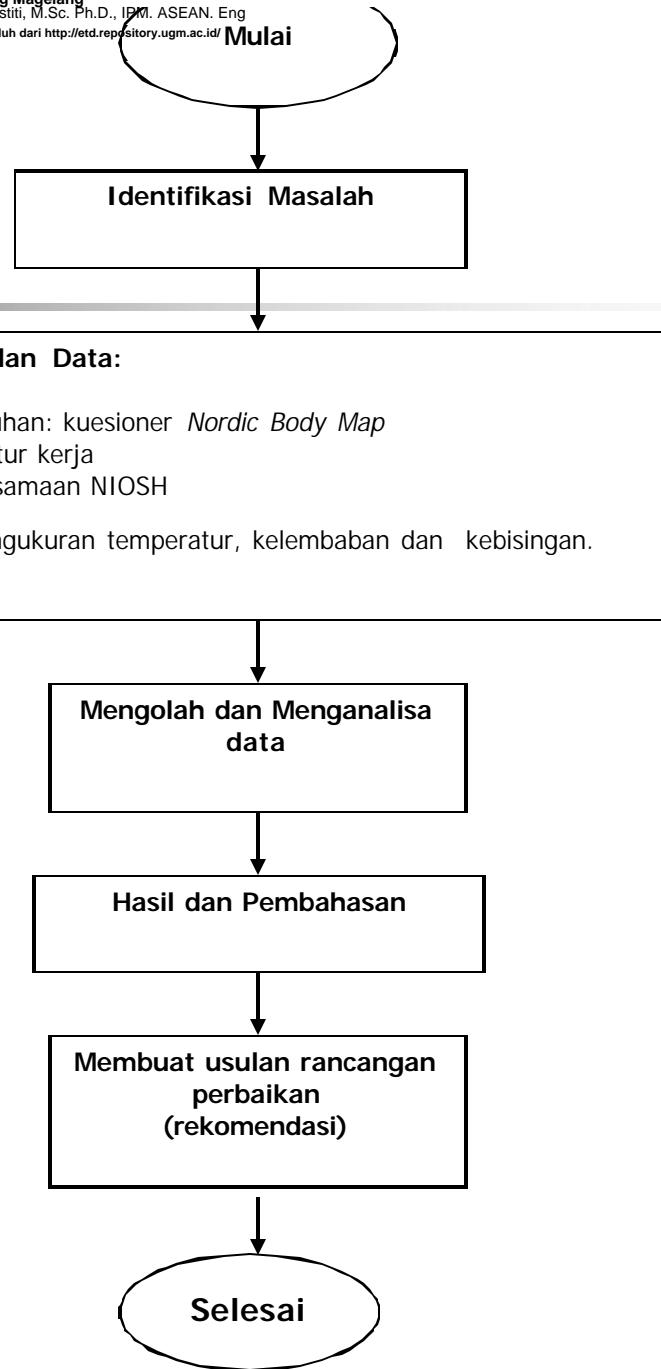 g Magelang
stiti, M.Sc. Ph.D., IPM. ASEAN. Eng
luh dari http://etd.repository.ugm.ac.id/
Mulai
Identifikasi Masalah
lan Data:
uhan: kuesioner Nordic Body Map
tur kerja
samaan NIOSH
ngukuran temperatur, kelembaban dan kebisingan.
Mengolah dan Menganalisa
data
Hasil dan Pembahasan
Membuat usulan rancangan
perbaikan
(rekomendasi)
Selesai